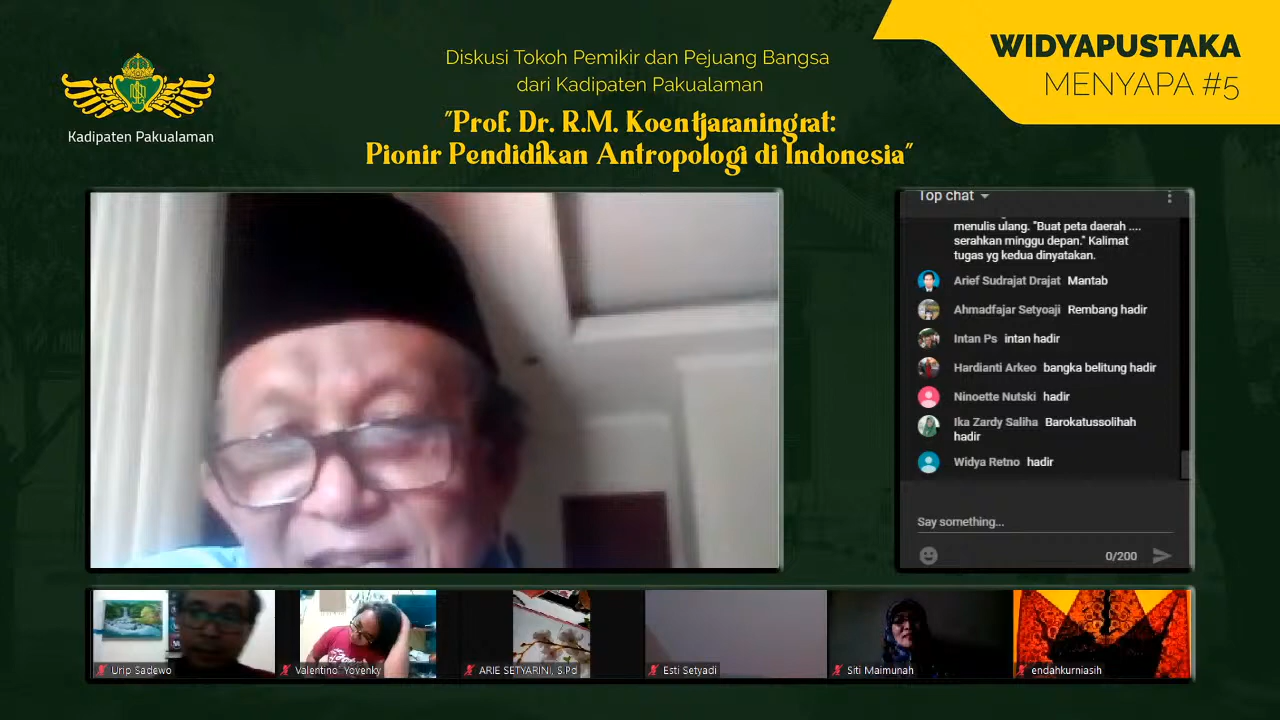 WIDYAPUSTAKA
MENYAPA #5
Diskusi Tokoh Pemikir dan Pejuang Bangsa
dari Kadipaten Pakualaman
"Prof. Dr. R.M. Koentjaraningrat:
Pionir Pendidikan Antropologi di Indonesia"
Kadipaten Pakualaman
Top chat
menulis ulang. "Buat peta daerah ....
serahkan minggu depan." Kalimat
tugas yg kedua dinyatakan.
Arief Sudrajat Drajat Mantab
Ahmadfajar Setyoaji Rembang hadir
Intan Ps intan hadir
Hardianti Arkeo bangka belitung hadir
Ninoette Nutski hadir
Ika Zardy Saliha Barokatussolihah
hadir
Widya Retno hadir
Say something...
0/200
Urip Sadewo
Valentino Yovenky
ARIE SETYARINI, S.Pd
Esti Setyadi
Siti Maimunah
endahkurniasih